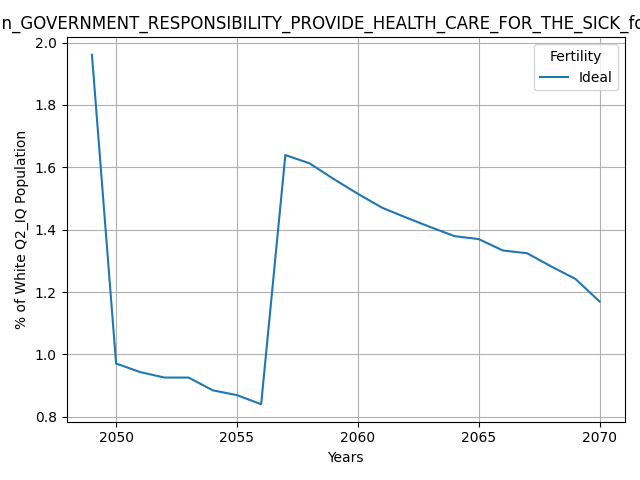 n_GOVERNMENT_RESPONSIBILITY_PROVIDE_HEALTH_CARE_FOR_THE_SICK_fo
2.0
1.8
1.6
1.4
1.2
1.0
0.8
% of White Q2_IQ Population
Fertility
Ideal
2050
2055
2060
2065
2070
Years